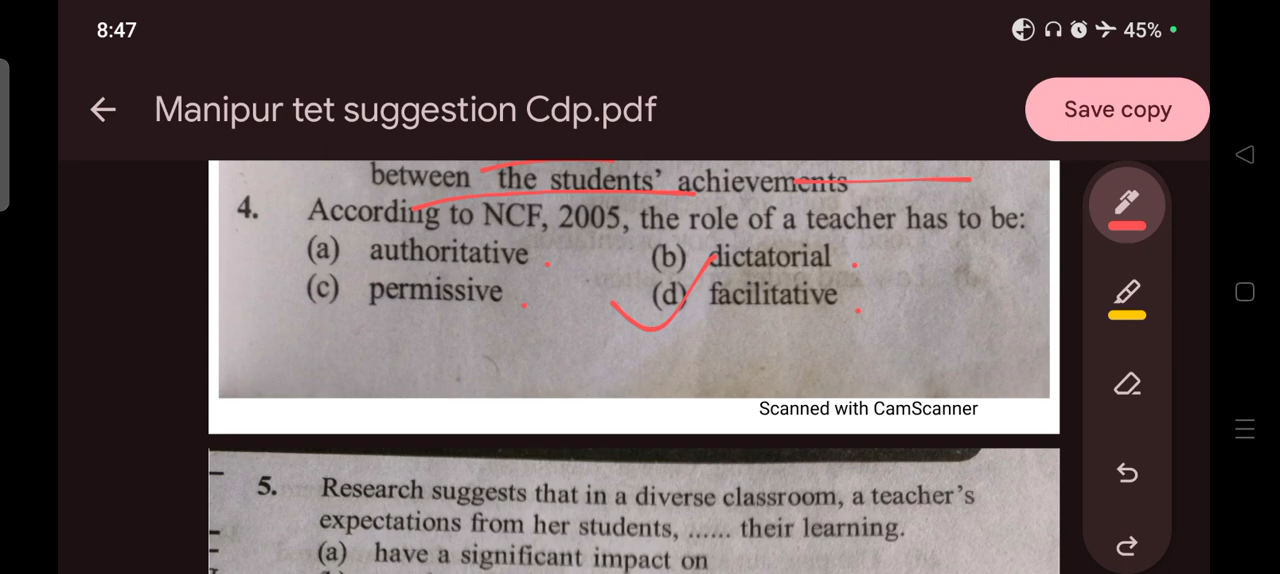 8:47
45%
Manipur tet suggestion Cdp.pdf
Save copy
between the students' achievements
4. According to NCF, 2005, the role of a teacher has to be:
(a) authoritative (b) dictatorial
(c) permissive (d) facilitative
Scanned with CamScanner
5. Research suggests that in a diverse classroom, a teacher's
expectations from her students, ...... their learning.
(a) have a significant impact on